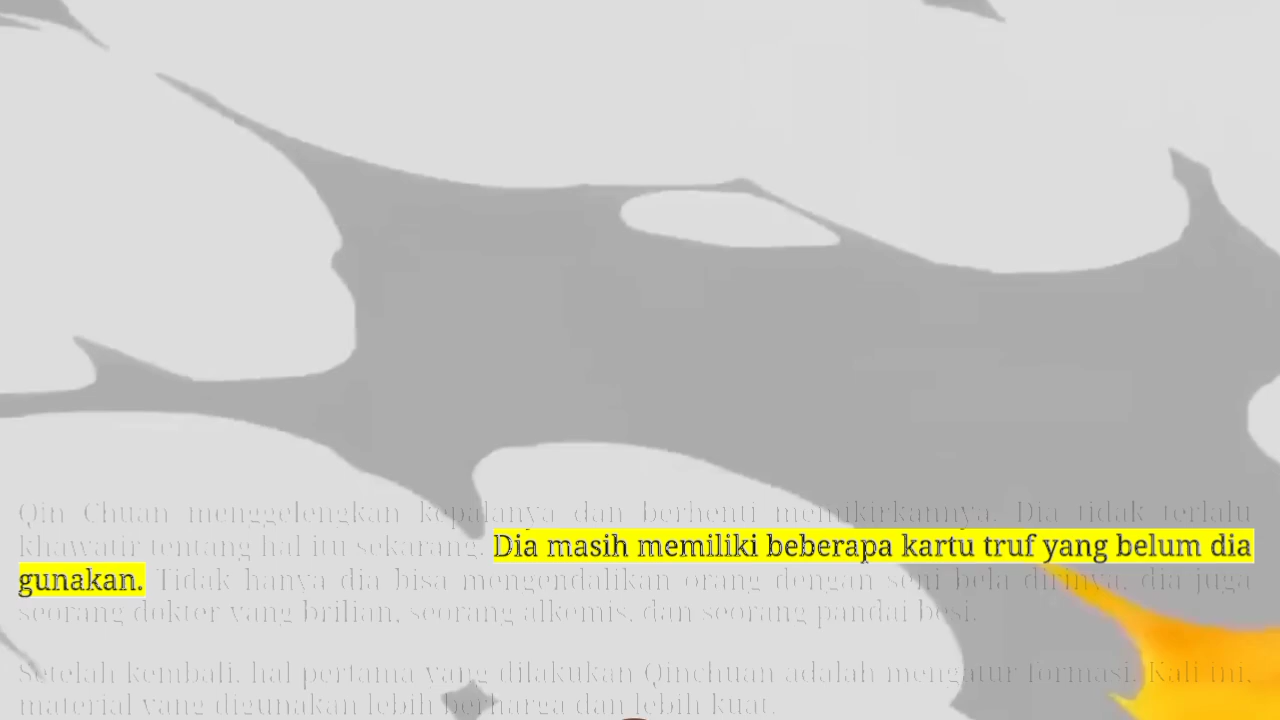 Qin Chuan menggelengkan kepalanya dan berhenti memikirkannya. Dia tidak terlalu
khawatir tentang hal itu sekarang. Dia masih memiliki beberapa kartu truf yang belum dia
gunakan. Tidak hanya dia bisa mengendalikan orang dengan seni bela dirinya, dia juga
seorang dokter yang brilian, seorang alkemis, dan seorang pandai besi.
Setelah kembali, hal pertama yang dilakukan Qinchuan adalah mengatur formasi. Kali ini,
material yang digunakan lebih berharga dan lebih kuat.